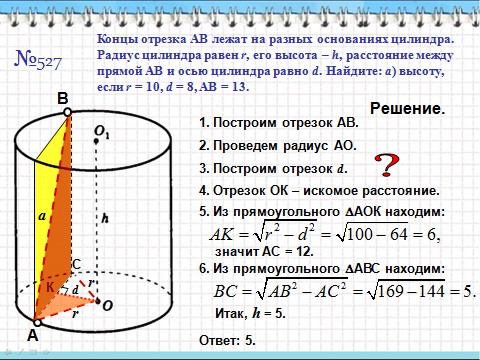 №527
Концы отрезка АВ лежат на разных основаниях цилиндра.
Радиус цилиндра равен r, его высота – h, расстояние между
прямой АВ и осью цилиндра равно d. Найдите: а) высоту,
если r = 10, d = 8, АВ = 13.
Решение.
1. Построим отрезок АВ.
2. Проведем радиус АО.
3. Построим отрезок d.
?
4. Отрезок ОК – искомое расстояние.
5. Из прямоугольного ∆АОК находим:
AK = √(r² – d²) = √(100 – 64) = 6,
значит АС = 12.
6. Из прямоугольного ∆АВС находим:
BC = √(AB² – AC²) = √(169 – 144) = 5.
Итак, h = 5.
Ответ: 5.
B
O₁
a
h
C
K
d
r
r
O
A